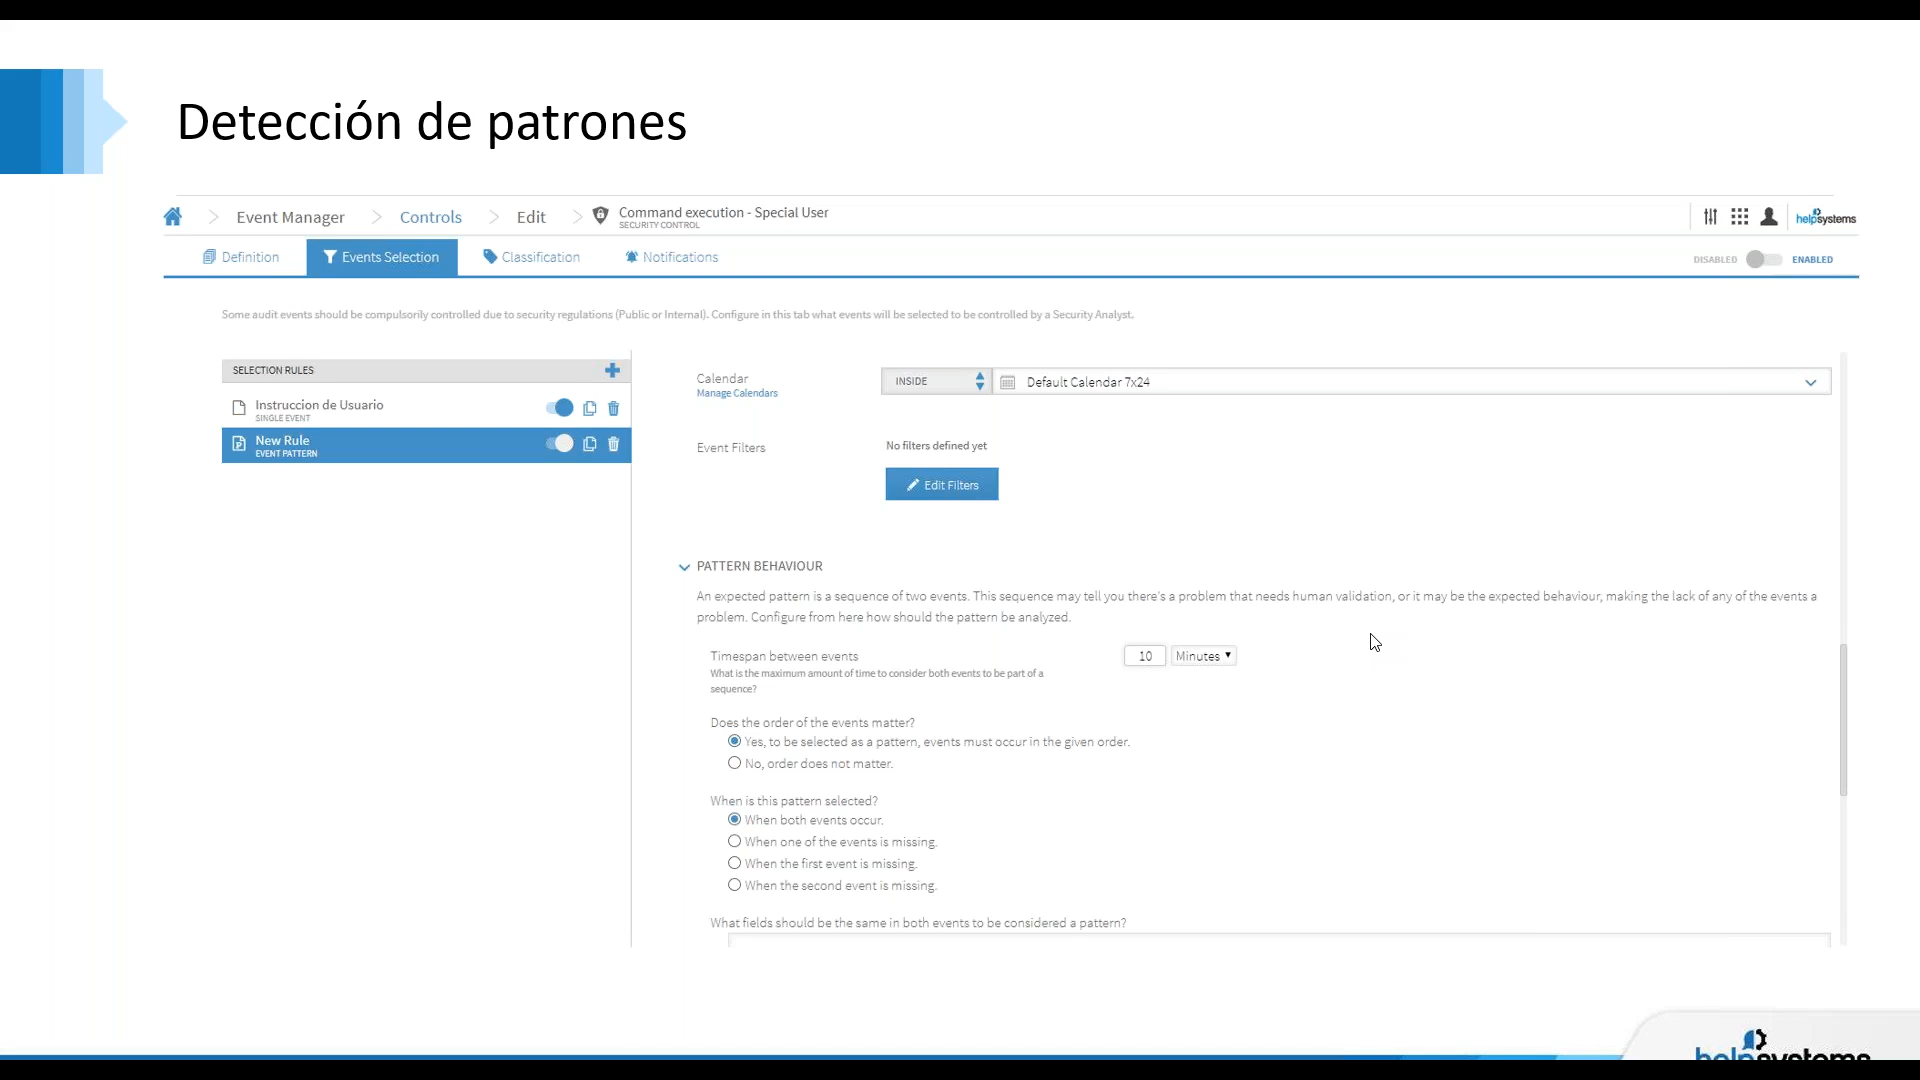 Detección de patrones
Event Manager
Controls
Edit
Command execution - Special User
SECURITY CONTROL
helpsystems
Definition
Events Selection
Classification
Notifications
DISABLED
ENABLED
Some audit events should be compulsorily controlled due to security regulations (Public or Internal). Configure in this tab what events will be selected to be controlled by a Security Analyst.
SELECTION RULES
Instruccion de Usuario
SINGLE EVENT
New Rule
EVENT PATTERN
Calendar
Manage Calendars
INSIDE
Default Calendar 7x24
Event Filters
No filters defined yet
Edit Filters
PATTERN BEHAVIOUR
An expected pattern is a sequence of two events. This sequence may tell you there's a problem that needs human validation, or it may be the expected behaviour, making the lack of any of the events a
problem. Configure from here how should the pattern be analyzed.
Timespan between events
10 Minutes
What is the maximum amount of time to consider both events to be part of a
sequence?
Does the order of the events matter?
Yes, to be selected as a pattern, events must occur in the given order.
No, order does not matter.
When is this pattern selected?
When both events occur.
When one of the events is missing.
When the first event is missing.
When the second event is missing.
What fields should be the same in both events to be considered a pattern?
helpsystems